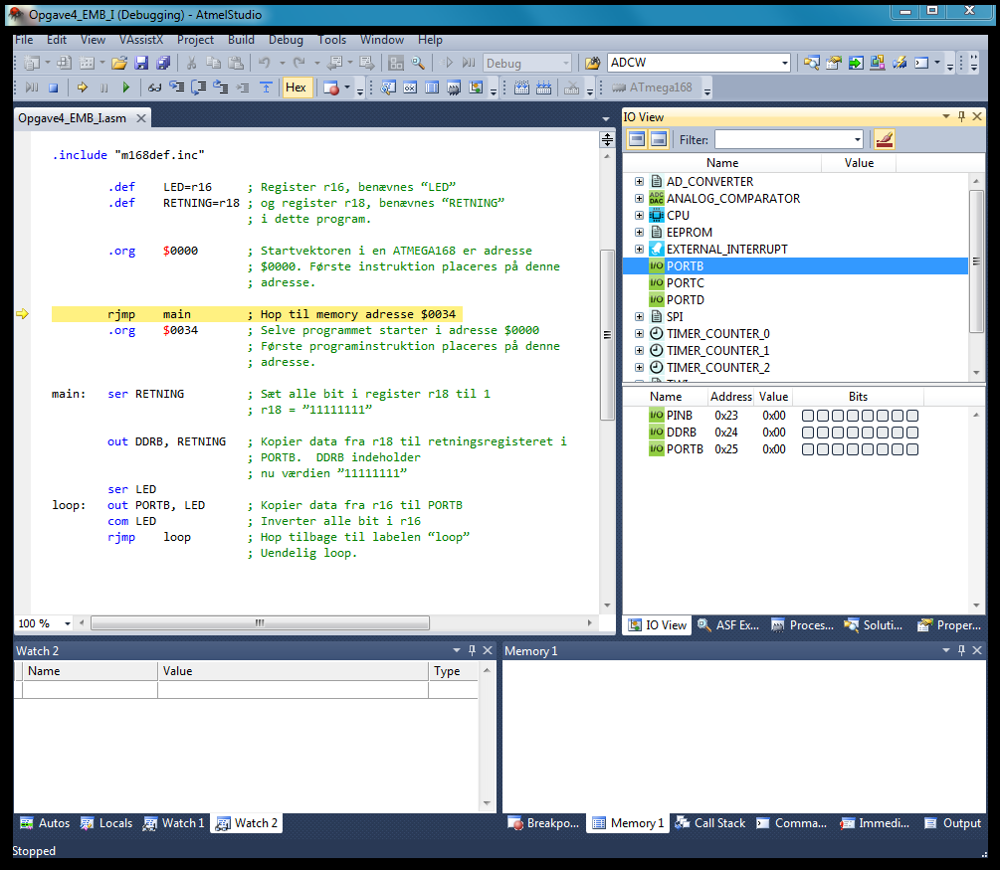 Opgave4_EMB_I (Debugging) - AtmelStudio
File Edit View VAssistX Project Build Debug Tools Window Help
Debug ADCW
Hex ATmega168
Opgave4_EMB_I.asm
.include "m168def.inc"
.def LED=r16 ; Register r16, benævnes “LED”
.def RETNING=r18 ; og register r18, benævnes “RETNING”
; i dette program.
.org $0000 ; Startvektoren i en ATMEGA168 er adresse
; $0000. Første instruktion placeres på denne
; adresse.
rjmp main ; Hop til memory adresse $0034
.org $0034 ; Selve programmet starter i adresse $0000
; Første programinstruktion placeres på denne
; adresse.
main: ser RETNING ; Sæt alle bit i register r18 til 1
; r18 = ”11111111”
out DDRB, RETNING ; Kopier data fra r18 til retningsregisteret i
; PORTB. DDRB indeholder
; nu værdien ”11111111”
ser LED
loop: out PORTB, LED ; Kopier data fra r16 til PORTB
com LED ; Inverter alle bit i r16
rjmp loop ; Hop tilbage til labelen “loop”
; Uendelig loop.
100 %
IO View
Filter:
Name Value
AD_CONVERTER
ADC DAC ANALOG_COMPARATOR
CPU
EEPROM
EXTERNAL_INTERRUPT
I/O PORTB
I/O PORTC
I/O PORTD
SPI
TIMER_COUNTER_0
TIMER_COUNTER_1
TIMER_COUNTER_2
Name Address Value Bits
I/O PINB 0x23 0x00
I/O DDRB 0x24 0x00
I/O PORTB 0x25 0x00
IO View ASF Ex... Proces... Soluti... Proper...
Watch 2
Name Value Type
Autos Locals Watch 1 Watch 2
Memory 1
Breakpo... Memory 1 Call Stack Comma... Immedi... Output
Stopped